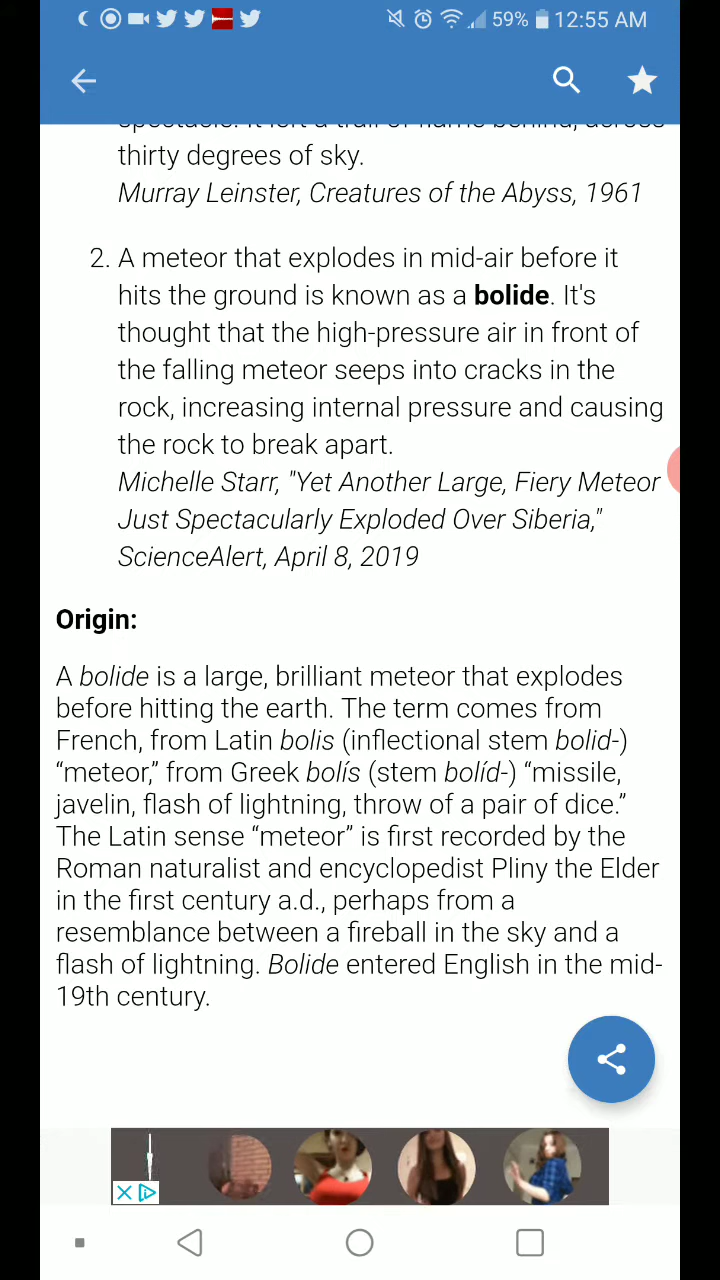 59% 12:55 AM
thirty degrees of sky.
Murray Leinster, Creatures of the Abyss, 1961
2. A meteor that explodes in mid-air before it
hits the ground is known as a bolide. It's
thought that the high-pressure air in front of
the falling meteor seeps into cracks in the
rock, increasing internal pressure and causing
the rock to break apart.
Michelle Starr, "Yet Another Large, Fiery Meteor
Just Spectacularly Exploded Over Siberia,"
ScienceAlert, April 8, 2019
Origin:
A bolide is a large, brilliant meteor that explodes
before hitting the earth. The term comes from
French, from Latin bolis (inflectional stem bolid-)
“meteor,” from Greek bolís (stem bolíd-) “missile,
javelin, flash of lightning, throw of a pair of dice.”
The Latin sense “meteor” is first recorded by the
Roman naturalist and encyclopedist Pliny the Elder
in the first century a.d., perhaps from a
resemblance between a fireball in the sky and a
flash of lightning. Bolide entered English in the mid-
19th century.